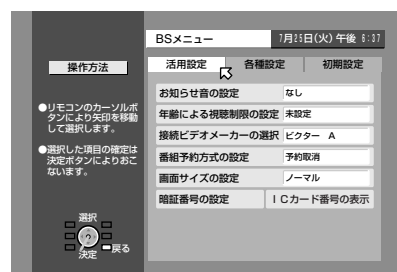 BSメニュー
7月25日(火) 午後 6:37
操作方法
活用設定
各種設定
初期設定
●リモコンのカーソルボ
タンにより矢印を移動
して選択します。
●選択した項目の確定は
決定ボタンによりおこ
ないます。
お知らせ音の設定 なし
年齢による視聴制限の設定 未設定
接続ビデオメーカーの選択 ビクター A
番組予約方式の設定 予約取消
画面サイズの設定 ノーマル
暗証番号の設定 ICカード番号の表示
選択
戻る
決定